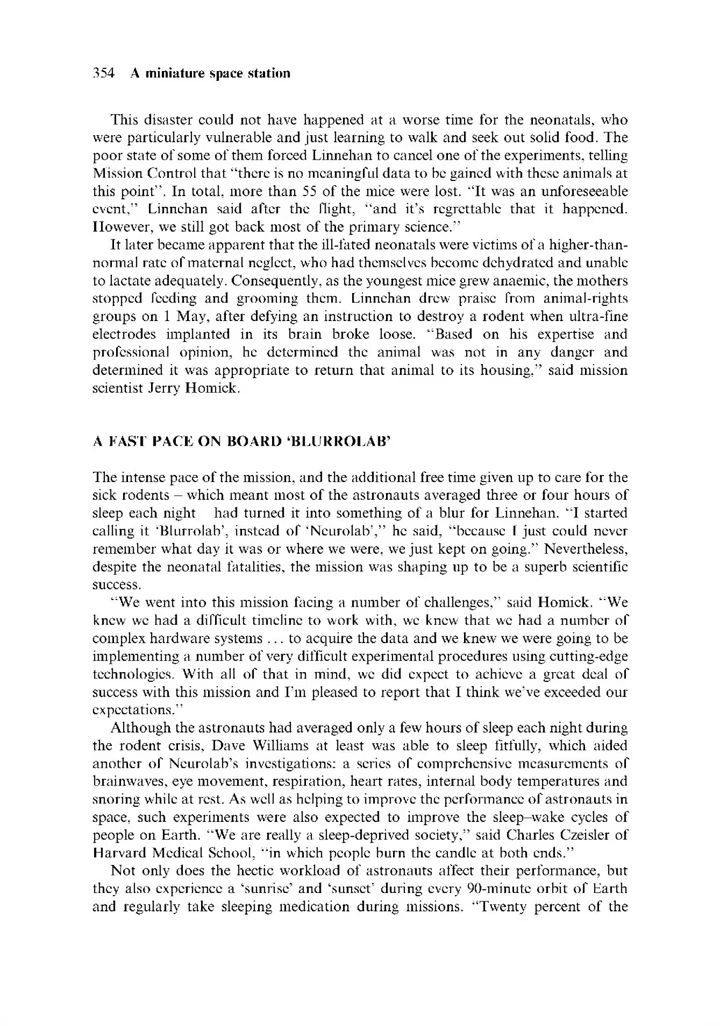 354 A miniature space station
This disaster could not have happened at a worse time for the neonatals, who
were particularly vulnerable and just learning to walk and seek out solid food. The
poor state of some of them forced Linnehan to cancel one of the experiments, telling
Mission Control that “there is no meaningful data to be gained with these animals at
this point”. In total, more than 55 of the mice were lost. “It was an unforeseeable
event,” Linnehan said after the flight, “and it’s regrettable that it happened.
However, we still got back most of the primary science.”
It later became apparent that the ill-fated neonatals were victims of a higher-than-
normal rate of maternal neglect, who had themselves become dehydrated and unable
to lactate adequately. Consequently, as the youngest mice grew anaemic, the mothers
stopped feeding and grooming them. Linnehan drew praise from animal-rights
groups on 1 May, after defying an instruction to destroy a rodent when ultra-fine
electrodes implanted in its brain broke loose. “Based on his expertise and
professional opinion, he determined the animal was not in any danger and
determined it was appropriate to return that animal to its housing,” said mission
scientist Jerry Homick.
A FAST PACE ON BOARD ‘BLURROLAB’
The intense pace of the mission, and the additional free time given up to care for the
sick rodents – which meant most of the astronauts averaged three or four hours of
sleep each night had turned it into something of a blur for Linnehan. “I started
calling it ‘Blurrolab’, instead of ‘Neurolab’,” he said, “because I just could never
remember what day it was or where we were, we just kept on going.” Nevertheless,
despite the neonatal fatalities, the mission was shaping up to be a superb scientific
success.
“We went into this mission facing a number of challenges,” said Homick. “We
knew we had a difficult timeline to work with, we knew that we had a number of
complex hardware systems . . . to acquire the data and we knew we were going to be
implementing a number of very difficult experimental procedures using cutting-edge
technologies. With all of that in mind, we did expect to achieve a great deal of
success with this mission and I’m pleased to report that I think we’ve exceeded our
expectations.”
Although the astronauts had averaged only a few hours of sleep each night during
the rodent crisis, Dave Williams at least was able to sleep fitfully, which aided
another of Neurolab’s investigations: a series of comprehensive measurements of
brainwaves, eye movement, respiration, heart rates, internal body temperatures and
snoring while at rest. As well as helping to improve the performance of astronauts in
space, such experiments were also expected to improve the sleep–wake cycles of
people on Earth. “We are really a sleep-deprived society,” said Charles Czeisler of
Harvard Medical School, “in which people burn the candle at both ends.”
Not only does the hectic workload of astronauts affect their performance, but
they also experience a ‘sunrise’ and ‘sunset’ during every 90-minute orbit of Earth
and regularly take sleeping medication during missions. “Twenty percent of the